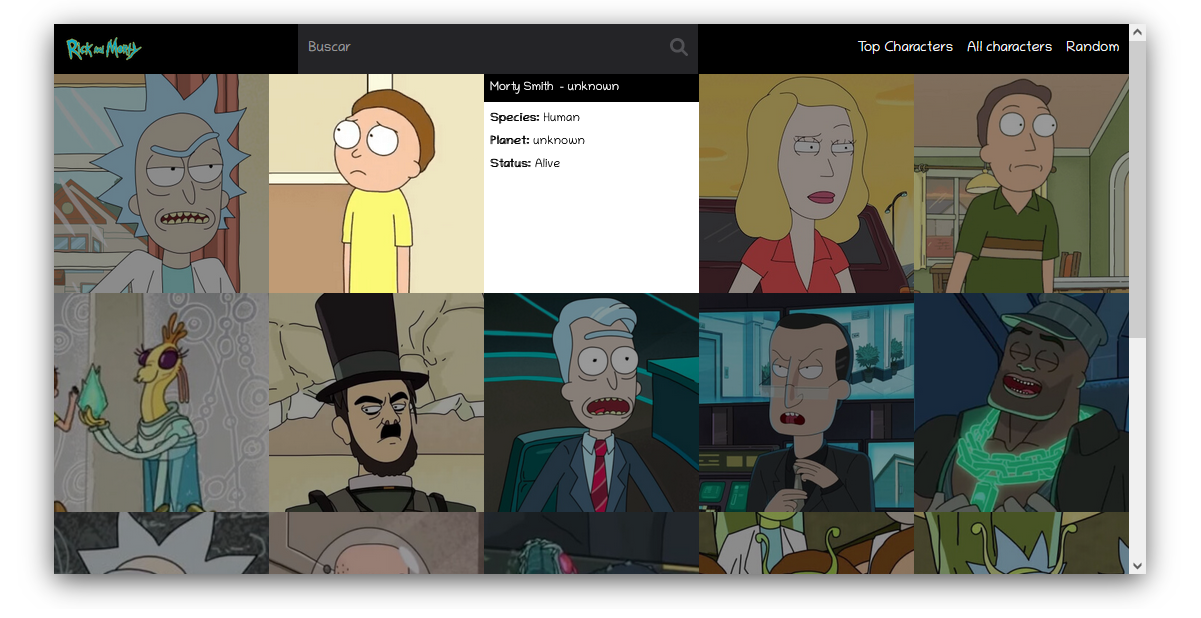 Rick and Morty
Buscar
Top Characters All characters Random
Morty Smith - unknown
Species: Human
Planet: unknown
Status: Alive